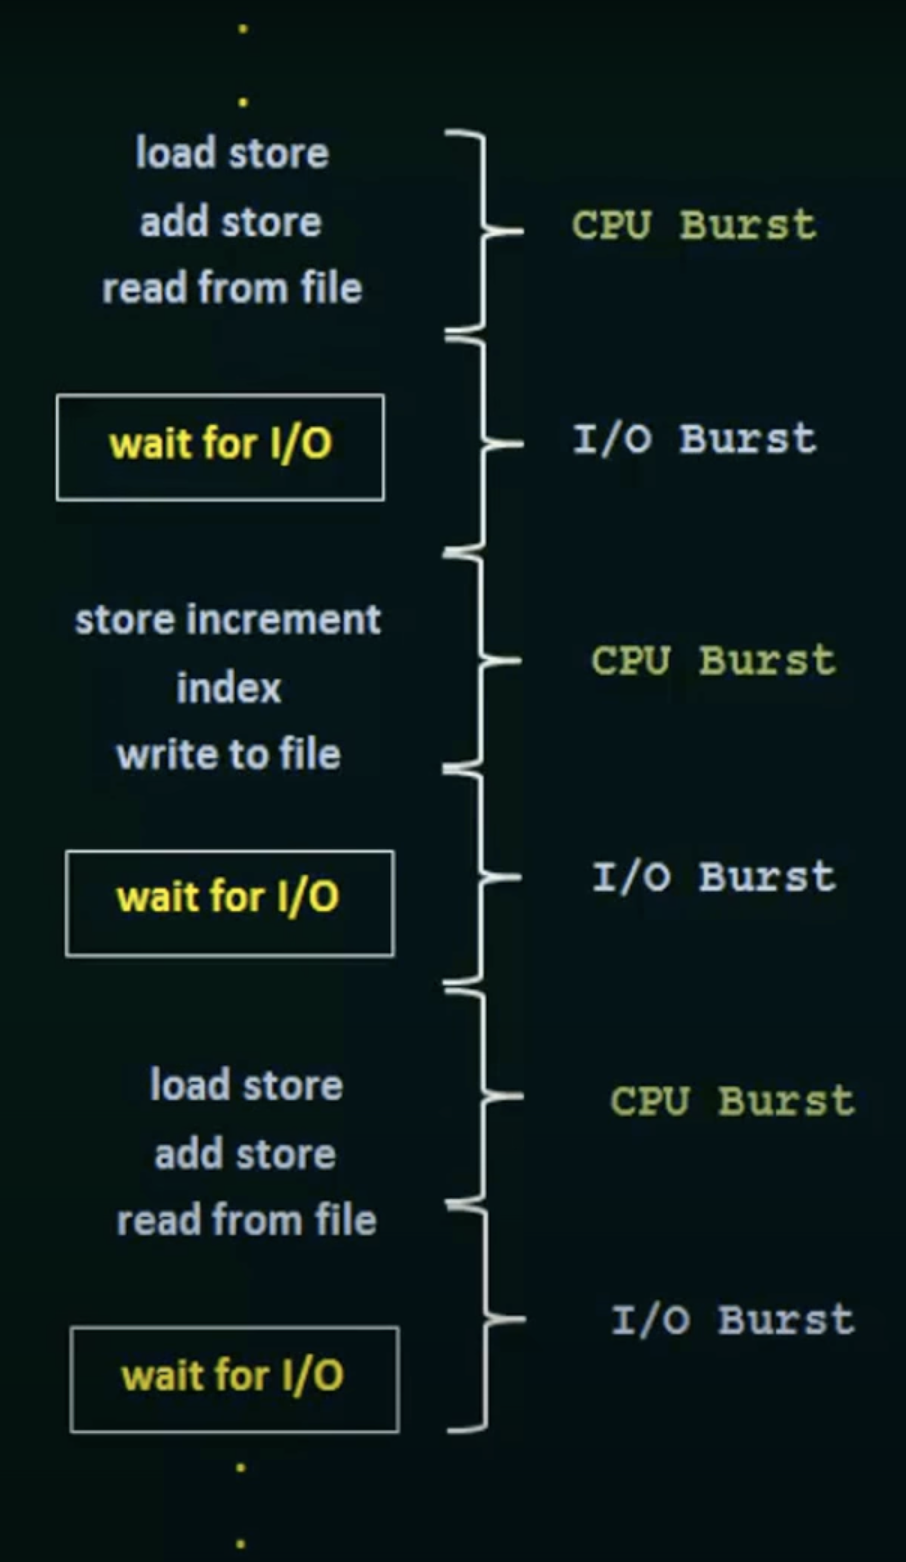 load store
add store
read from file
CPU Burst
wait for I/O
I/O Burst
store increment
index
write to file
CPU Burst
wait for I/O
I/O Burst
load store
add store
read from file
CPU Burst
wait for I/O
I/O Burst